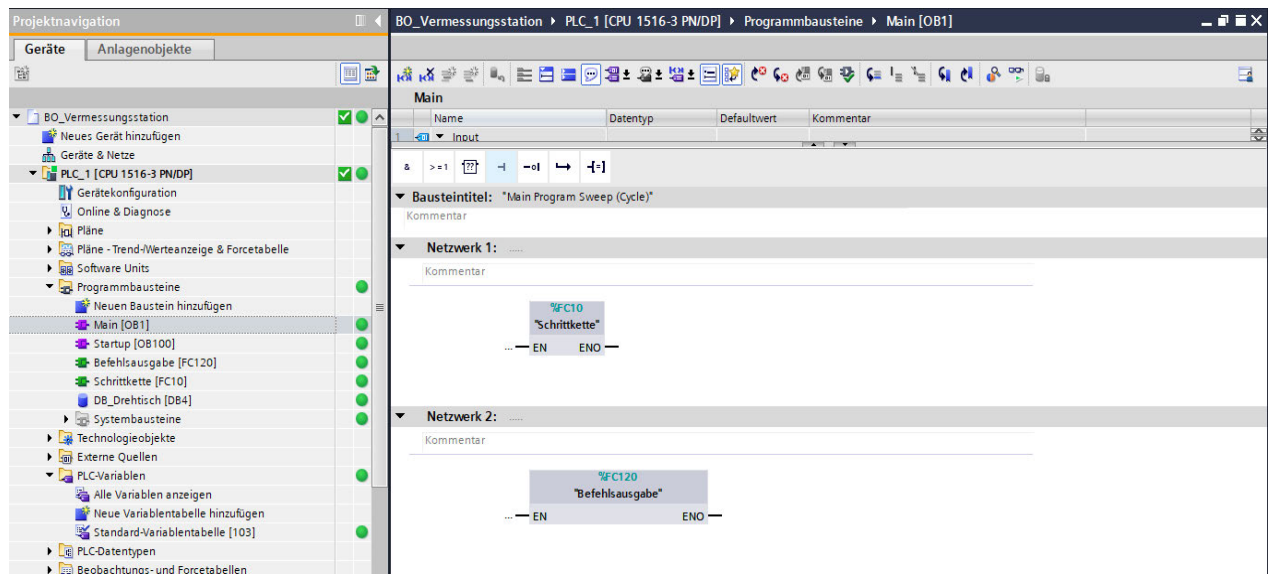 Projektnavigation
Geräte Anlagenobjekte
BO_Vermessungsstation
Neues Gerät hinzufügen
Geräte & Netze
PLC_1 [CPU 1516-3 PN/DP]
Gerätekonfiguration
Online & Diagnose
Pläne
Pläne - Trend-/Werteanzeige & Forcetabelle
Software Units
Programmbausteine
Neuen Baustein hinzufügen
Main [OB1]
Startup [OB100]
Befehlsausgabe [FC120]
Schrittkette [FC10]
DB_Drehtisch [DB4]
Systembausteine
Technologieobjekte
Externe Quellen
PLC-Variablen
Alle Variablen anzeigen
Neue Variablentabelle hinzufügen
Standard-Variablentabelle [103]
PLC-Datentypen
Beobachtungs- und Forcetabellen
BO_Vermessungsstation PLC_1 [CPU 1516-3 PN/DP] Programmbausteine Main [OB1]
Main
Name Datentyp Defaultwert Kommentar
1 Input
& >=1 ??
Bausteintitel: "Main Program Sweep (Cycle)"
Kommentar
Netzwerk 1: .....
Kommentar
%FC10
"Schrittkette"
... EN ENO
Netzwerk 2: .....
Kommentar
%FC120
"Befehlsausgabe"
... EN ENO